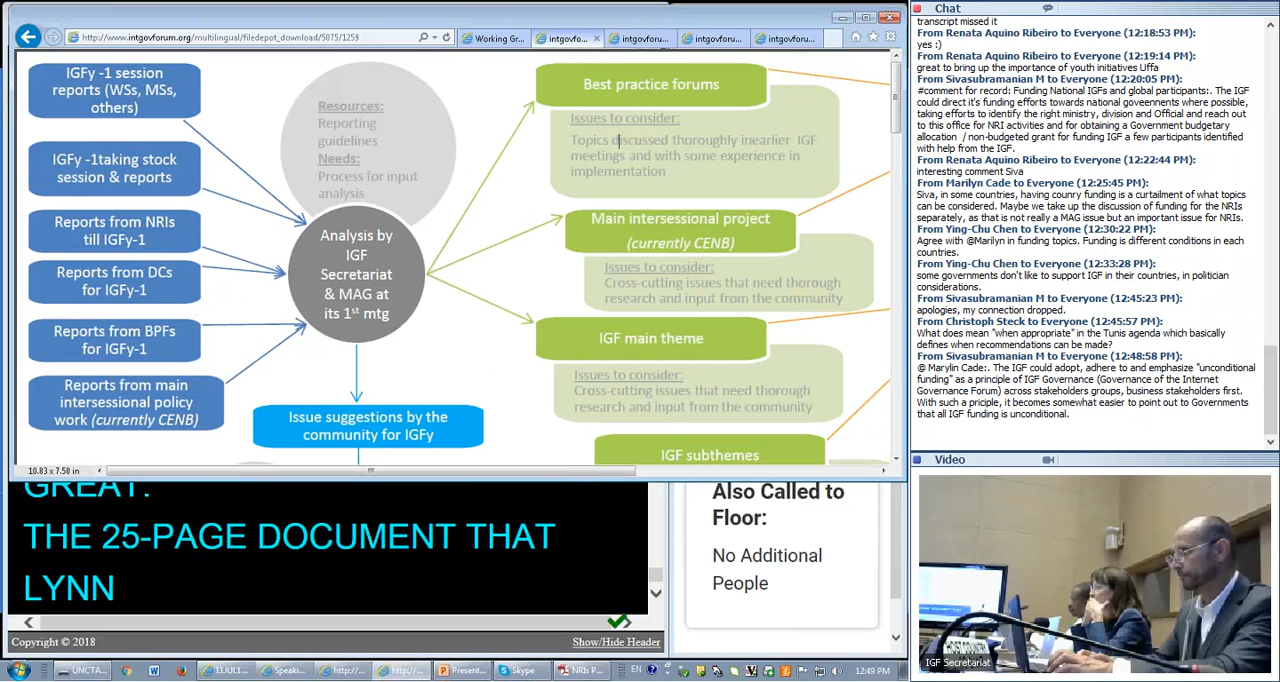 http://www.intgovforum.org/multilingual/filedepot_download/5075/1259
Working Gr...
intgovfo...
intgovforu...
intgovforu...
intgovforu...
IGFy -1 session
reports (WSs, MSs,
others)
IGFy -1taking stock
session & reports
Reports from NRIs
till IGFy-1
Reports from DCs
for IGFy-1
Reports from BPFs
for IGFy-1
Reports from main
intersessional policy
work (currently CENB)
Resources:
Reporting
guidelines
Needs:
Process for input
analysis
Analysis by
IGF
Secretariat
& MAG at
its 1st mtg
Issue suggestions by the
community for IGFy
Best practice forums
Issues to consider:
Topics discussed thoroughly inearlier IGF
meetings and with some experience in
implementation
Main intersessional project
(currently CENB)
Issues to consider:
Cross-cutting issues that need thorough
research and input from the community
IGF main theme
Issues to consider:
Cross-cutting issues that need thorough
research and input from the community
IGF subthemes
10.83 x 7.50 in
GREAT.
THE 25-PAGE DOCUMENT THAT
LYNN
Also Called to
Floor:
No Additional
People
Copyright © 2018
Show/Hide Header
UNCTA...
11JUL1...
Speaki...
http:/...
http:/...
Present...
Skype
NRIs P...
EN
12:49 PM
Chat
transcript missed it
From Renata Aquino Ribeiro to Everyone (12:18:53 PM):
yes :)
From Renata Aquino Ribeiro to Everyone (12:19:14 PM):
great to bring up the importance of youth initiatives Uffa
From Sivasubramanian M to Everyone (12:20:05 PM):
#comment for record: Funding National IGFs and global participants:. The IGF
could direct it's funding efforts towards national goveenments where possible,
taking efforts to identify the right ministry, division and Official and reach out
to this office for NRI activities and for obtaining a Government budgetary
allocation / non-budgeted grant for funding IGF a few participants identified
with help from the IGF.
From Renata Aquino Ribeiro to Everyone (12:22:44 PM):
interesting comment Siva
From Marilyn Cade to Everyone (12:25:45 PM):
Siva, in some countries, having counry funding is a curtailment of what topics
can be considered. Maybe we take up the discussion of funding for the NRIs
separately, as that is not really a MAG issue but an important issue for NRIs.
From Ying-Chu Chen to Everyone (12:30:22 PM):
Agree with @Marilyn in funding topics. Funding is different conditions in each
countries.
From Ying-Chu Chen to Everyone (12:33:28 PM):
some governments don't like to support IGF in their countries, in politician
considerations.
From Sivasubramanian M to Everyone (12:45:23 PM):
apologies, my connection dropped.
From Christoph Steck to Everyone (12:45:57 PM):
What does mean "when appropriate" in the Tunis agenda which basically
defines when recommendations can be made?
From Sivasubramanian M to Everyone (12:48:58 PM):
@ Marylin Cade:. The IGF could adopt, adhere to and emphasize "unconditional
funding" as a principle of IGF Governance (Governance of the Internet
Governance Forum) across stakeholders groups, business stakeholders first.
With such a principle, it becomes somewhat easier to point out to Governments
that all IGF funding is unconditional.
Video
IGF Secretariat